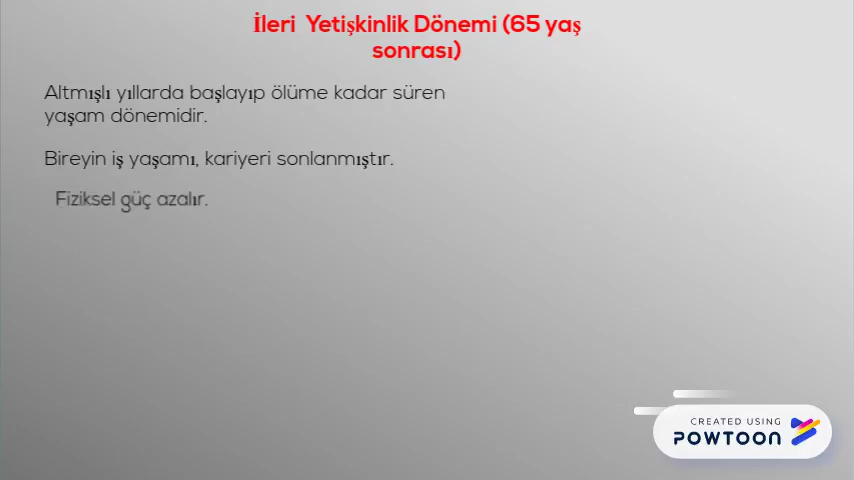 İleri Yetişkinlik Dönemi (65 yaş
sonrası)
Altmışlı yıllarda başlayıp ölüme kadar süren
yaşam dönemidir.
Bireyin iş yaşamı, kariyeri sonlanmıştır.
Fiziksel güç azalır.
CREATED USING
POWTOON